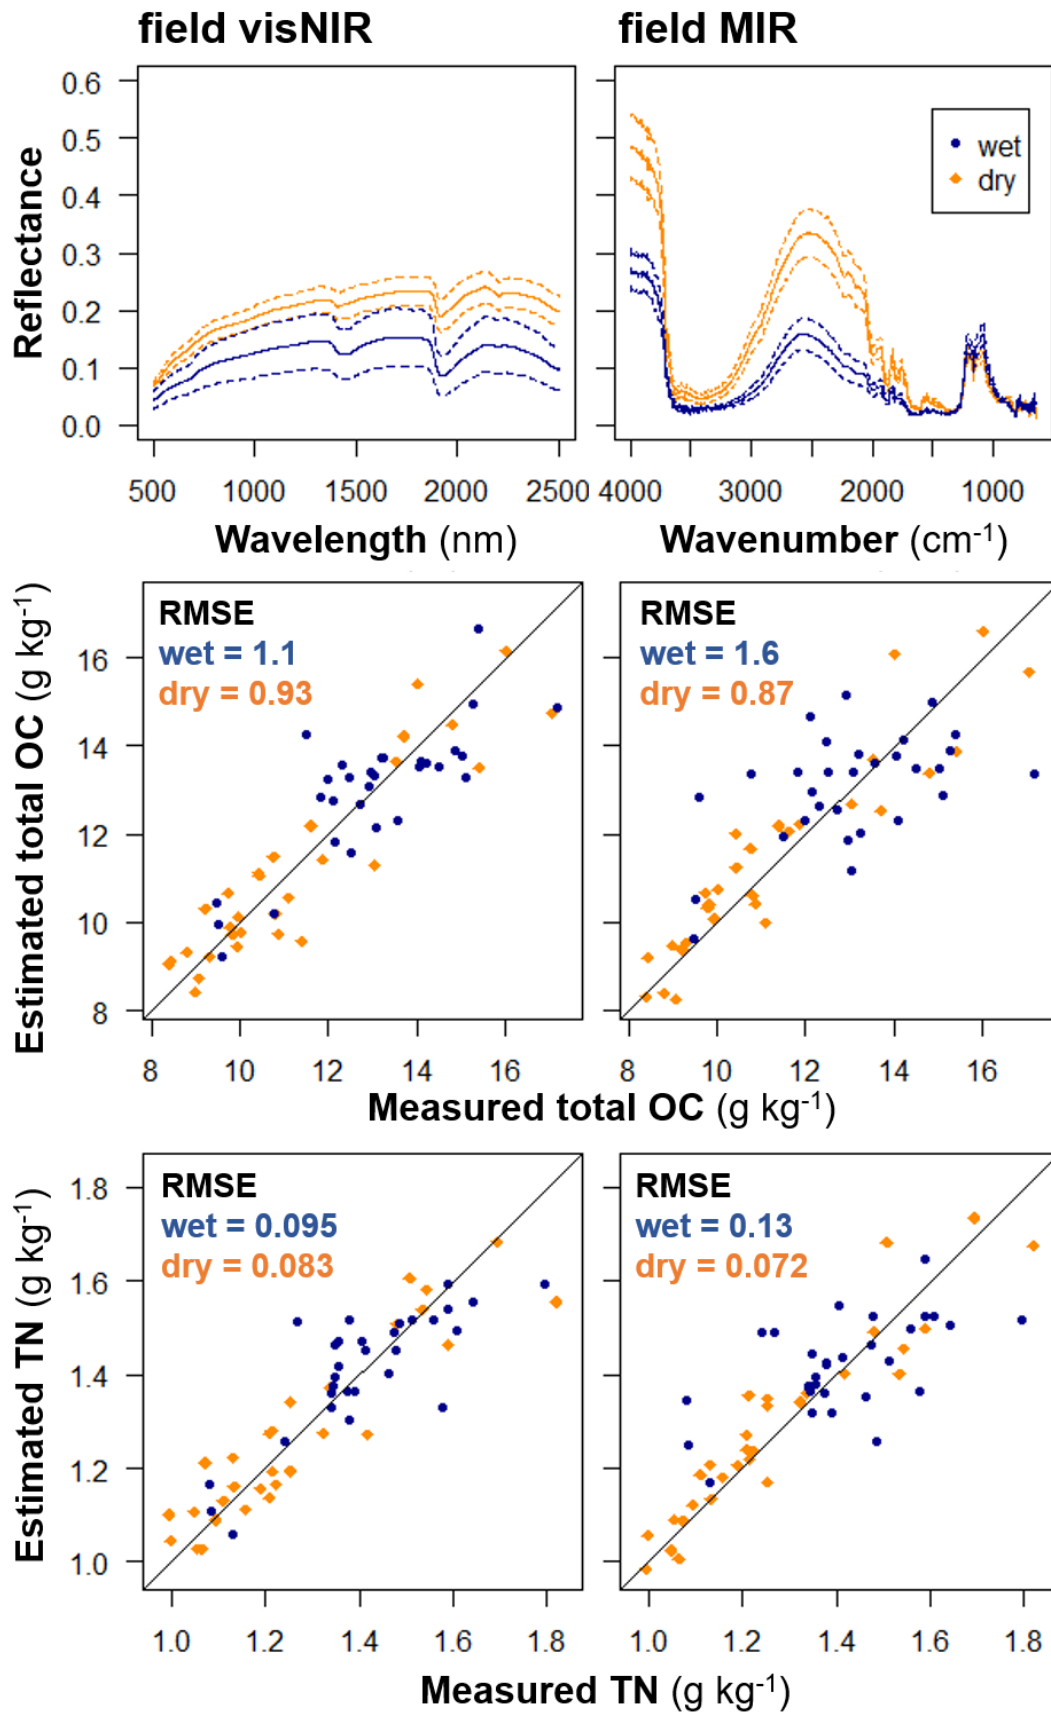 field visNIR
field MIR
Reflectance
0.6
0.5
0.4
0.3
0.2
0.1
0.0
wet
dry
500 1000 1500 2000 2500
4000 3000 2000 1000
Wavelength (nm)
Wavenumber (cm-1)
Estimated total OC (g kg-1)
16
14
12
10
8
RMSE
wet = 1.1
dry = 0.93
RMSE
wet = 1.6
dry = 0.87
8 10 12 14 16
8 10 12 14 16
Measured total OC (g kg-1)
Estimated TN (g kg-1)
1.8
1.6
1.4
1.2
1.0
RMSE
wet = 0.095
dry = 0.083
RMSE
wet = 0.13
dry = 0.072
1.0 1.2 1.4 1.6 1.8
1.0 1.2 1.4 1.6 1.8
Measured TN (g kg-1)